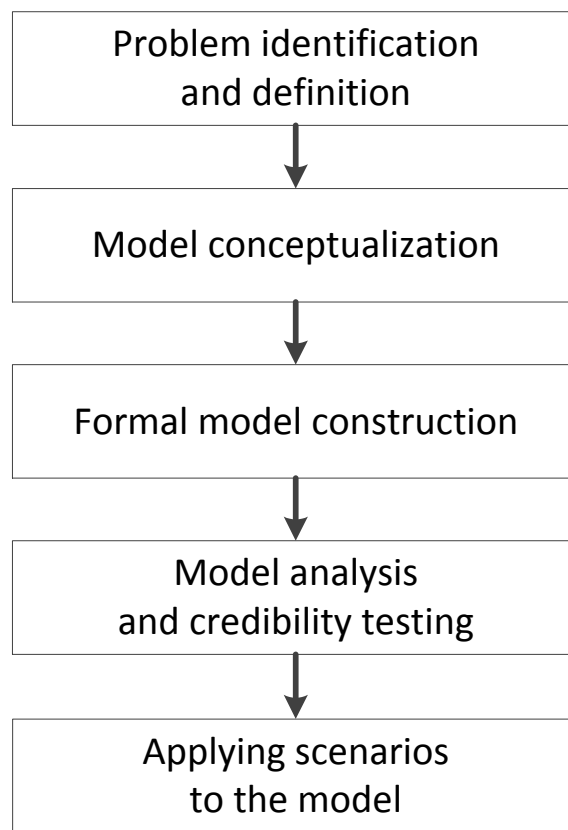 Problem identification
and definition
Model conceptualization
Formal model construction
Model analysis
and credibility testing
Applying scenarios
to the model